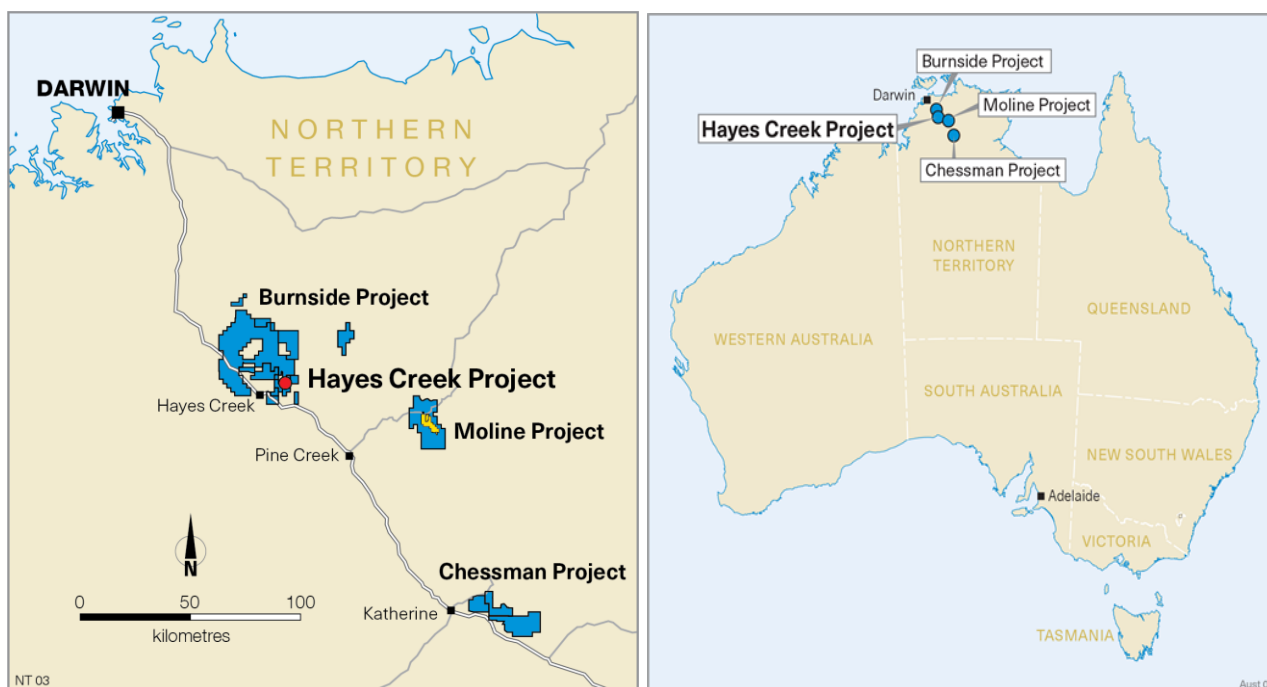 DARWIN
NORTHERN
TERRITORY
Burnside Project
Hayes Creek Project
Hayes Creek
Moline Project
Pine Creek
N
Chessman Project
0 50 100
kilometres
Katherine
NT 03
Burnside Project
Darwin
Moline Project
Hayes Creek Project
Chessman Project
NORTHERN
TERRITORY
QUEENSLAND
WESTERN AUSTRALIA
SOUTH AUSTRALIA
NEW SOUTH WALES
Adelaide
VICTORIA
TASMANIA
Aust 0